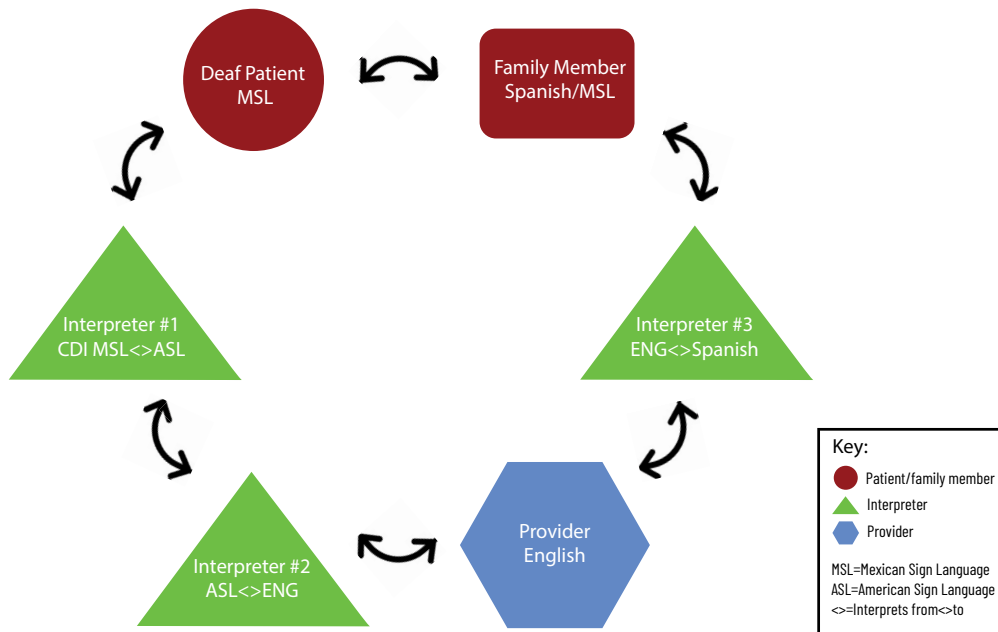 Deaf Patient
MSL
Family Member
Spanish/MSL
Interpreter #1
CDI MSL<>ASL
Interpreter #3
ENG<>Spanish
Interpreter #2
ASL<>ENG
Provider
English
Key:
Patient/family member
Interpreter
Provider
MSL=Mexican Sign Language
ASL=American Sign Language
<>=Interprets from<>to